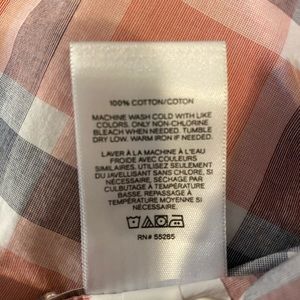 100% COTTON/COTON
MACHINE WASH COLD WITH LIKE
COLORS. ONLY NON-CHLORINE
BLEACH WHEN NEEDED. TUMBLE
DRY LOW. WARM IRON IF NEEDED.
LAVER À LA MACHINE À L'EAU
FROIDE AVEC COULEURS
SIMILAIRES. UTILISEZ SEULEMENT
DU JAVELLISANT SANS CHLORE, SI
NÉCESSAIRE. SÉCHAGE PAR
CULBUTAGE À TEMPÉRATURE
BASSE. REPASSAGE À TEMPÉRATURE
MOYENNE SI NÉCESSAIRE.
RN# 55285